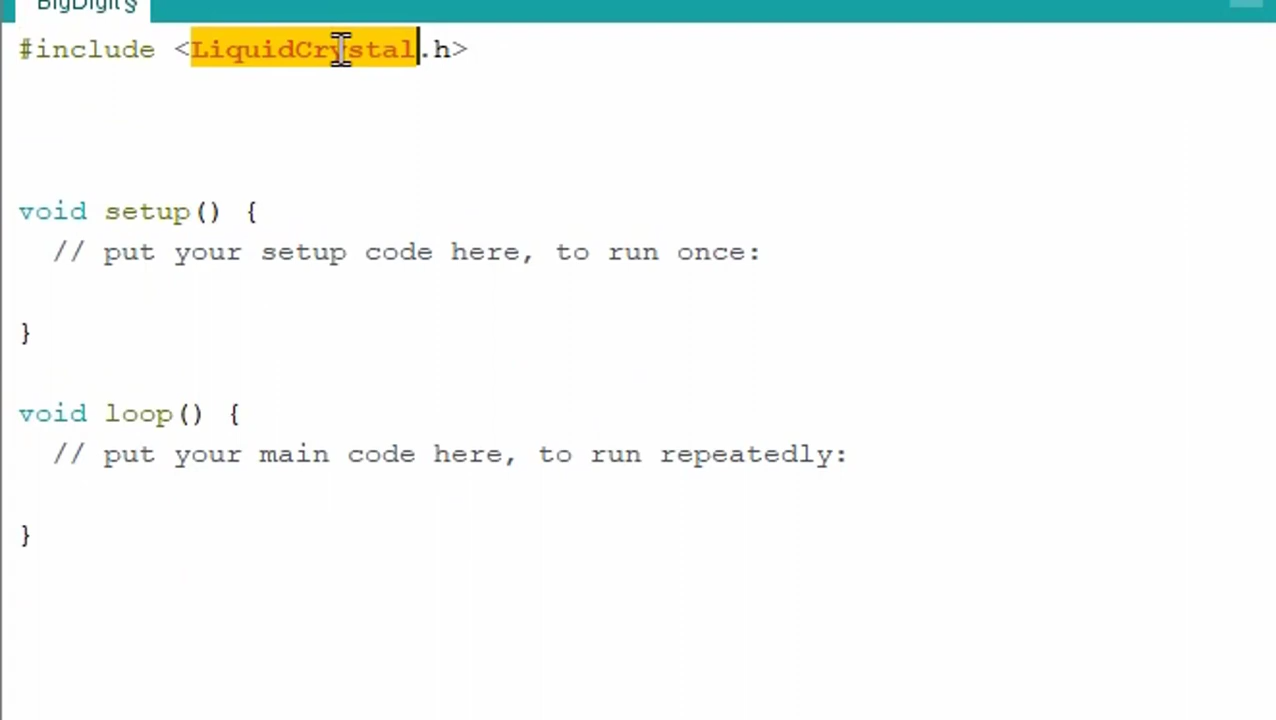 BigDigit §
#include <LiquidCrystal.h>
void setup() {
  // put your setup code here, to run once:
}
void loop() {
  // put your main code here, to run repeatedly:
}